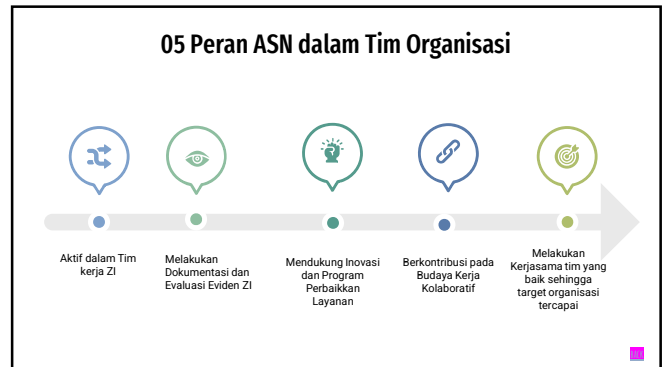 05 Peran ASN dalam Tim Organisasi
Aktif dalam Tim
kerja ZI
Melakukan
Dokumentasi dan
Evaluasi Eviden ZI
Mendukung Inovasi
dan Program
Perbaikkan
Layanan
Berkontribusi pada
Budaya Kerja
Kolaboratif
Melakukan
Kerjasama tim yang
baik sehingga
target organisasi
tercapai